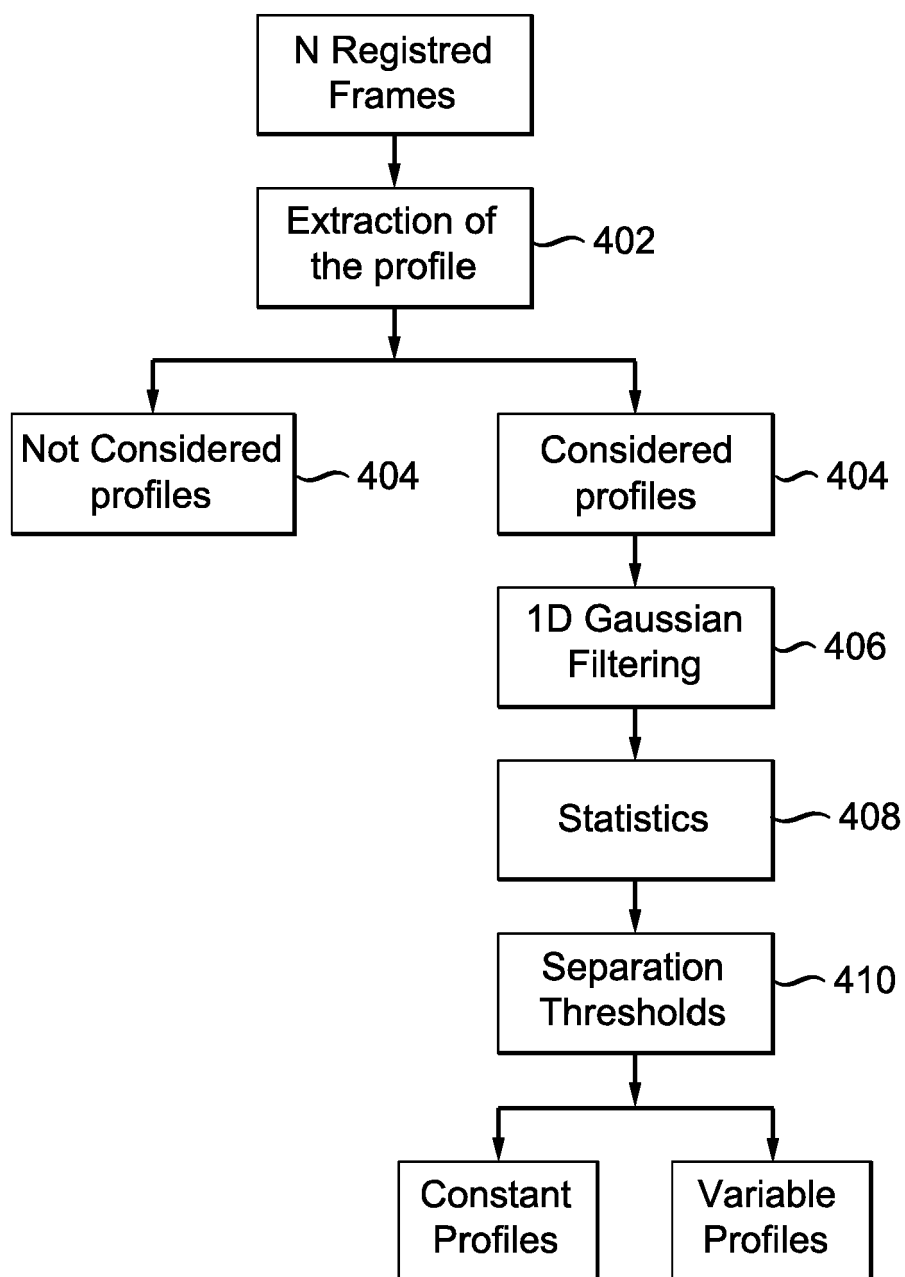 N Registred
Frames
Extraction of
the profile
402
Not Considered
profiles
404
Considered
profiles
404
1D Gaussian
Filtering
406
Statistics
408
Separation
Thresholds
410
Constant
Profiles
Variable
Profiles